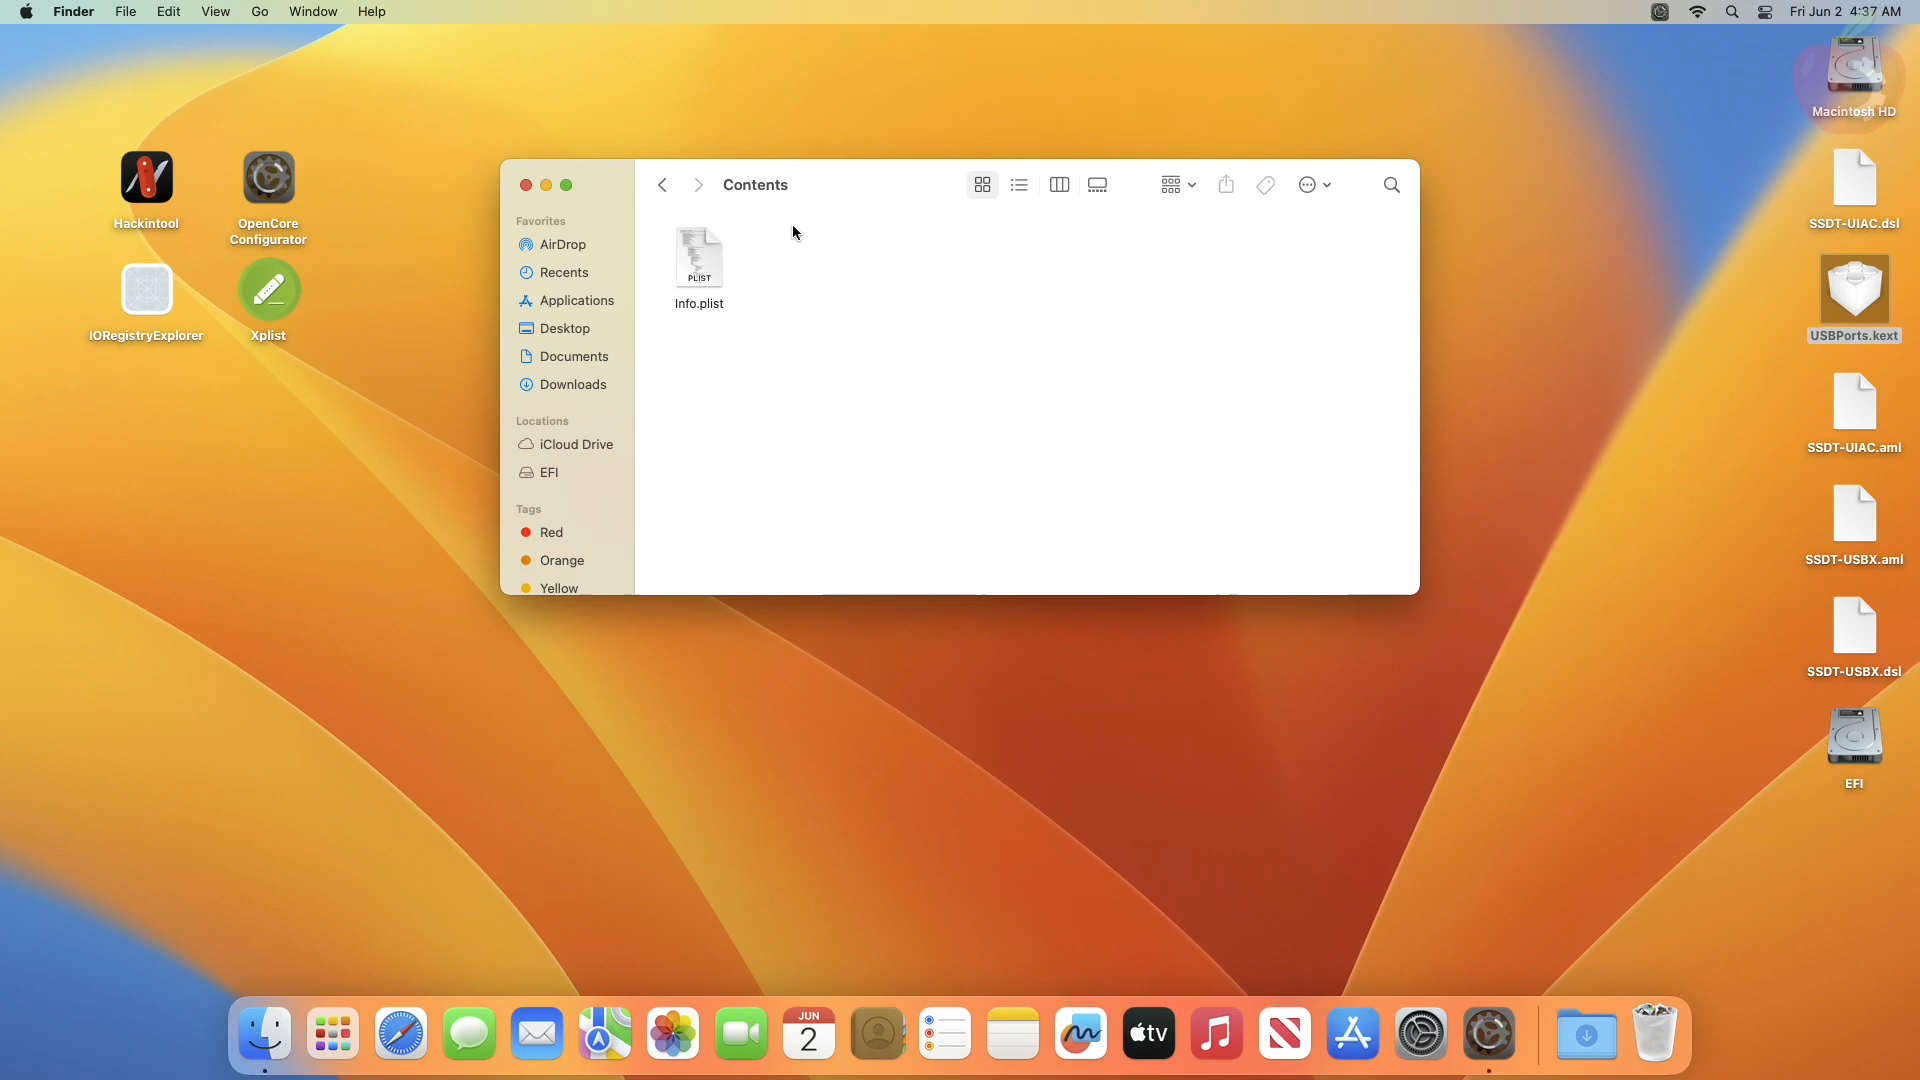 Finder File Edit View Go Window Help Fri Jun 2 4:37 AM
Macintosh HD
SSDT-UIAC.dsl
USBPorts.kext
SSDT-UIAC.aml
SSDT-USBX.aml
SSDT-USBX.dsl
EFI
Hackintool
OpenCore
Configurator
IORegistryExplorer
Xplist
Contents
Favorites
AirDrop
Recents
Applications
Desktop
Documents
Downloads
Locations
iCloud Drive
EFI
Tags
Red
Orange
Yellow
PLIST
Info.plist
JUN
2
tv